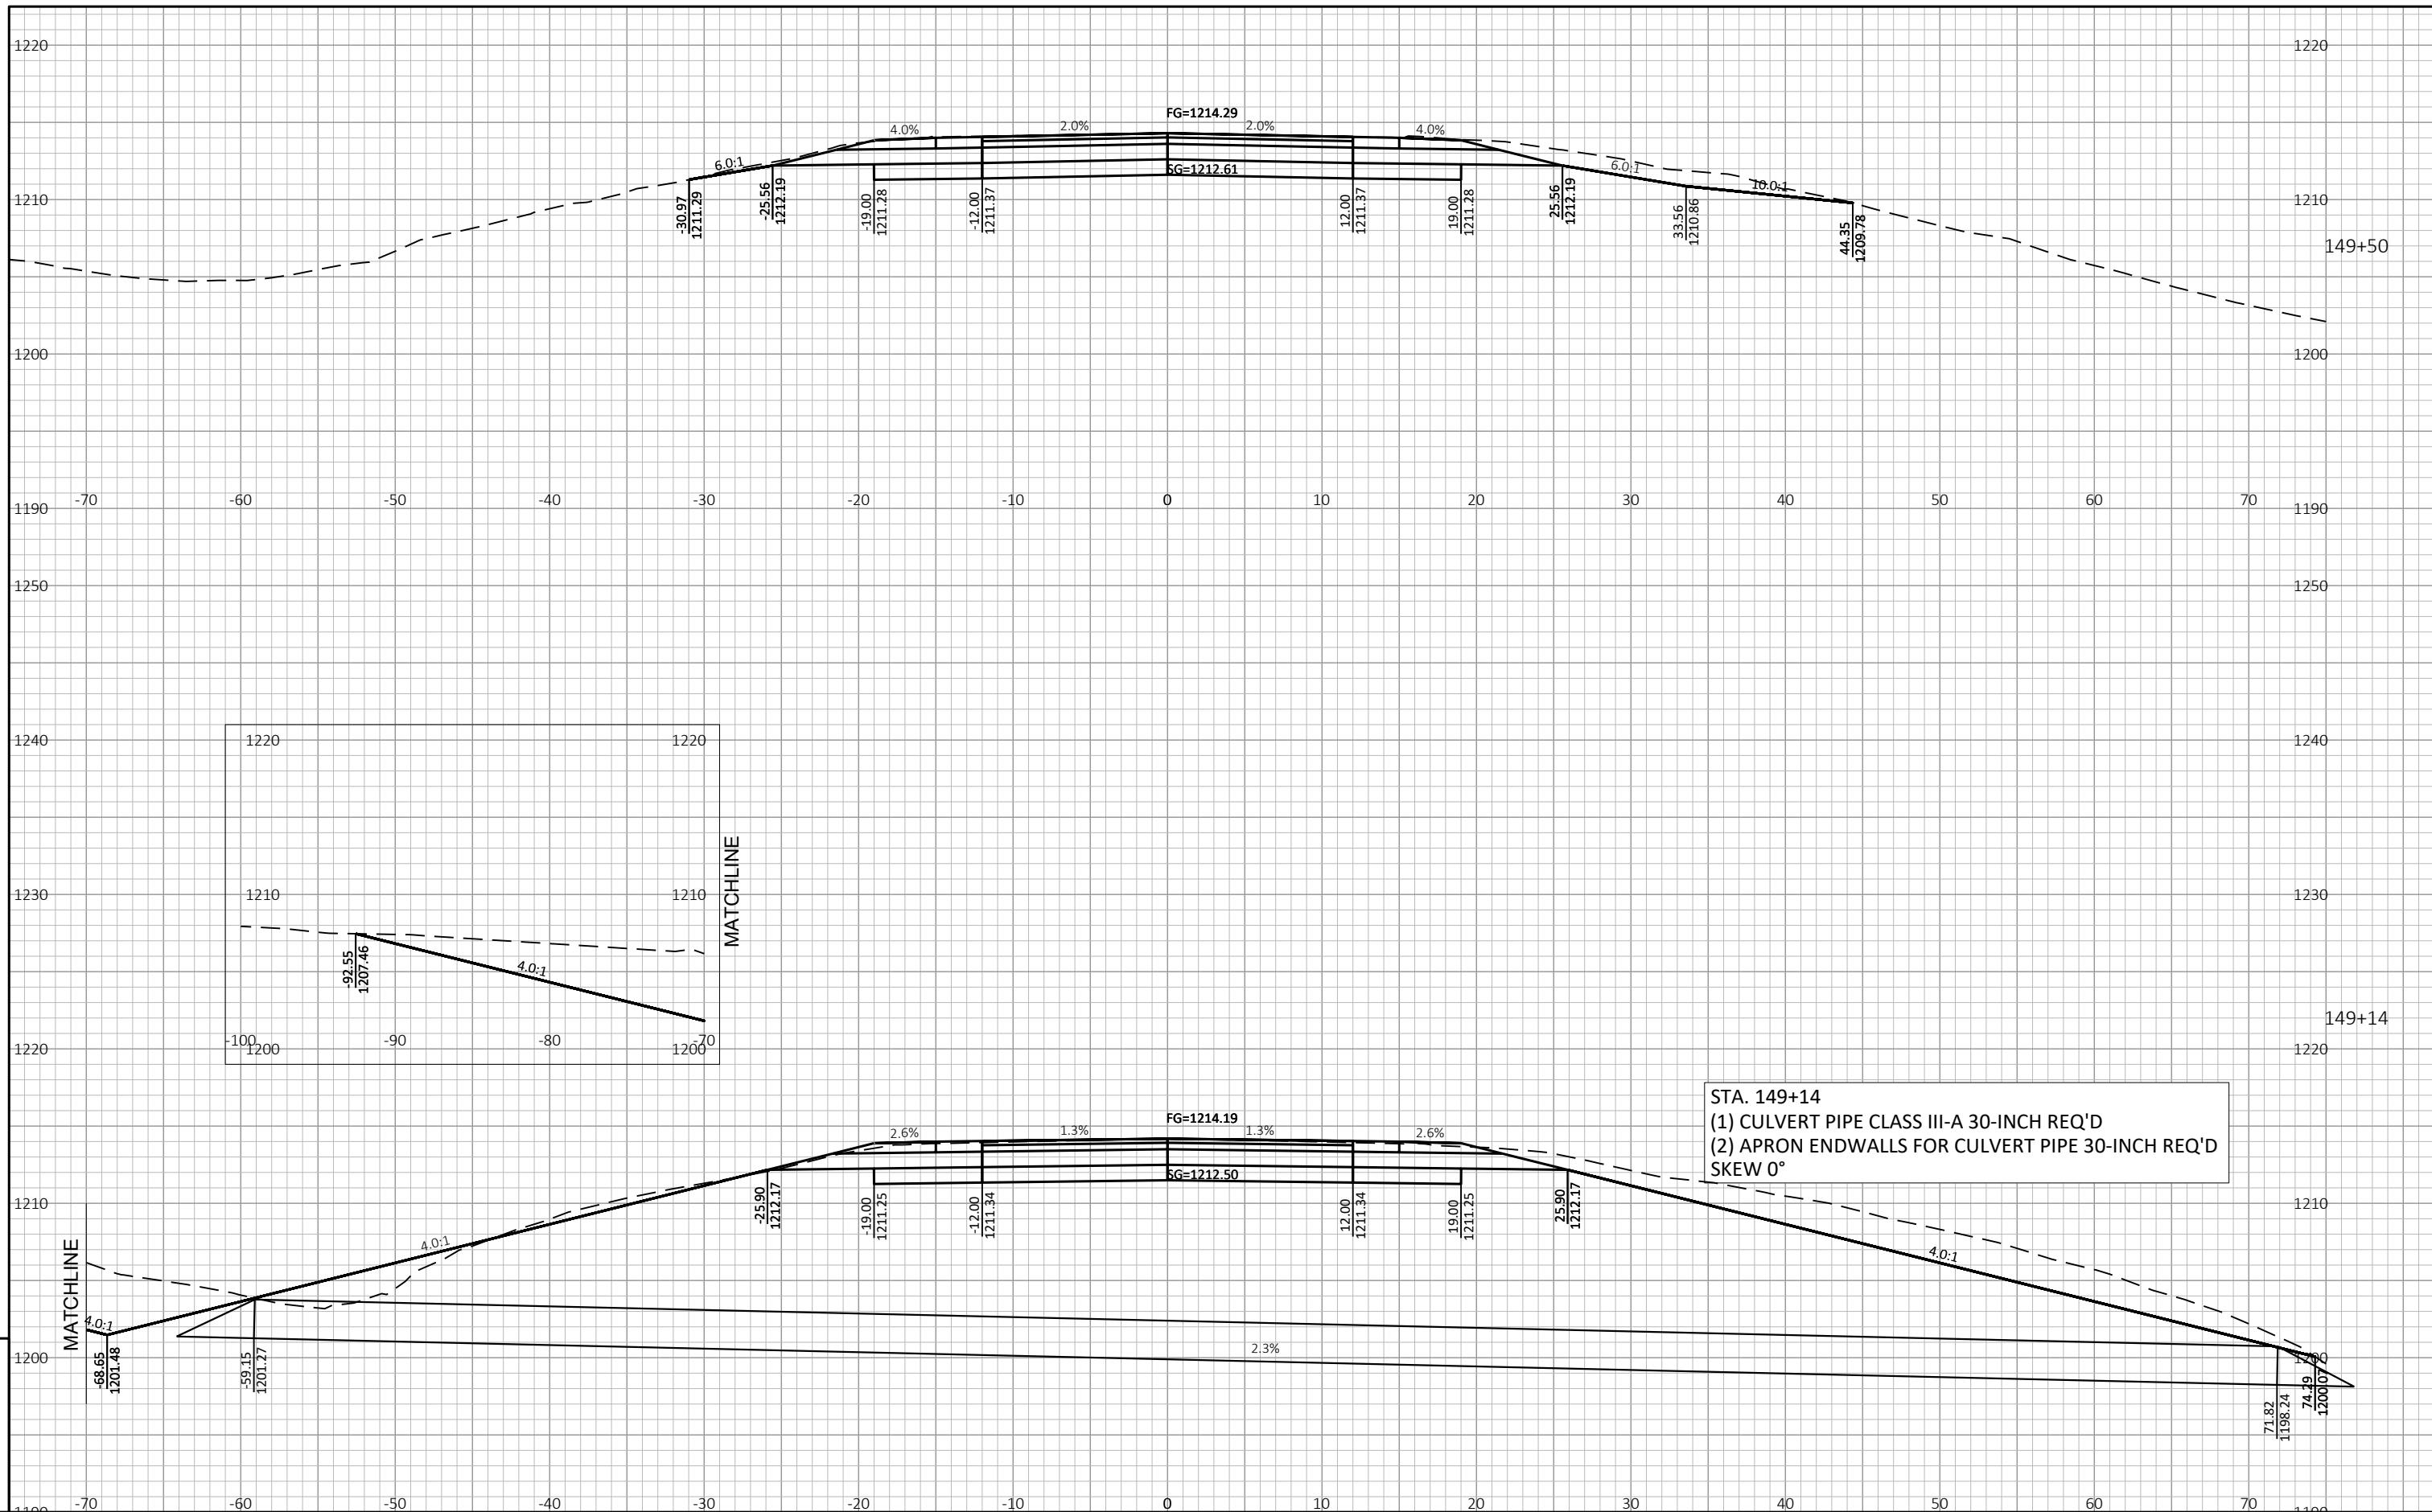 1220 1220
FG=1214.29
4.0% 2.0% 2.0% 4.0%
6.0:1 SG=1212.61 6.0:1 10.0:1
1210 1210
-30.97 1211.29
-25.56 1212.19
-19.00 1211.28
-12.00 1211.37
12.00 1211.37
19.00 1211.28
25.56 1212.19
33.56 1210.86
44.35 1209.78
149+50
1200 1200
-70 -60 -50 -40 -30 -20 -10 0 10 20 30 40 50 60 70
1190 1190
1250 1250
1240 1240
1220 1220
MATCHLINE
1230 1230
1210 1210
-92.55 1207.46
4.0:1
149+14
-100 -90 -80 -70
1200 1200
1220 1220
STA. 149+14
(1) CULVERT PIPE CLASS III-A 30-INCH REQ'D
(2) APRON ENDWALLS FOR CULVERT PIPE 30-INCH REQ'D
SKEW 0°
FG=1214.19
2.6% 1.3% 1.3% 2.6%
SG=1212.50
1210 1210
-25.90 1212.17
-19.00 1211.25
-12.00 1211.34
12.00 1211.34
19.00 1211.25
25.90 1212.17
MATCHLINE
4.0:1 4.0:1 4.0:1
1200 1200
2.3%
-68.65 1201.48
-59.15 1201.27
71.82 1198.24
74.29 1200.07
-70 -60 -50 -40 -30 -20 -10 0 10 20 30 40 50 60 70